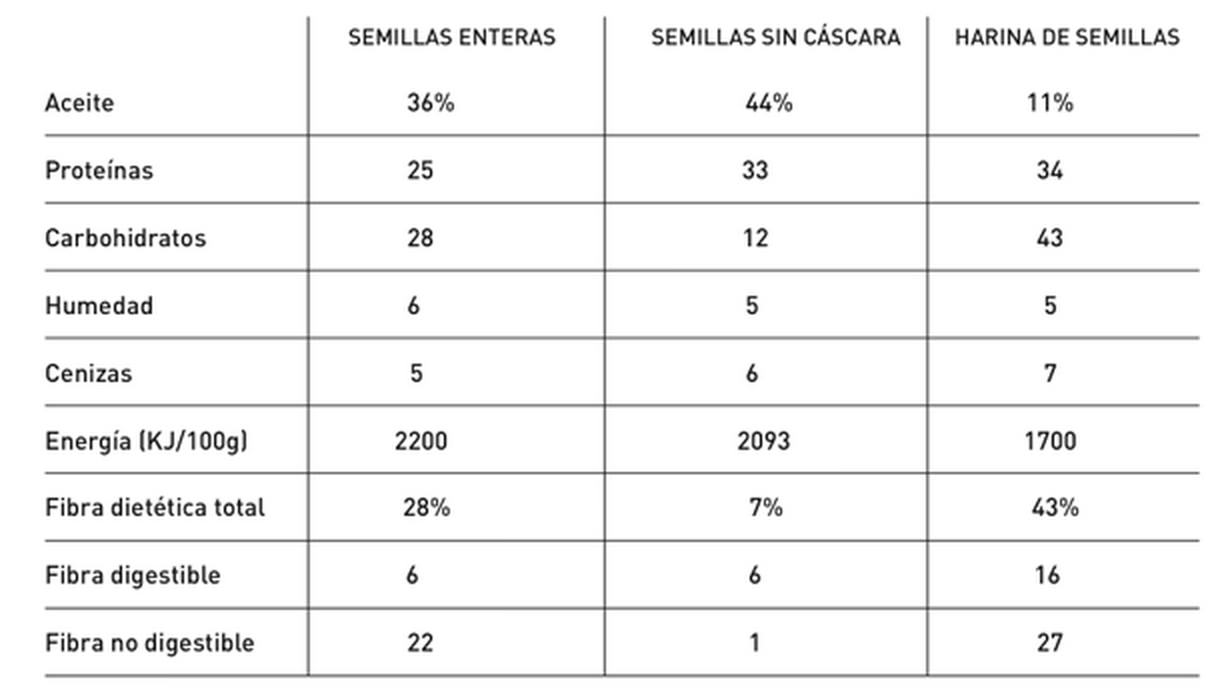 SEMILLAS ENTERAS SEMILLAS SIN CÁSCARA HARINA DE SEMILLAS
Aceite 36% 44% 11%
Proteínas 25 33 34
Carbohidratos 28 12 43
Humedad 6 5 5
Cenizas 5 6 7
Energía (KJ/100g) 2200 2093 1700
Fibra dietética total 28% 7% 43%
Fibra digestible 6 6 16
Fibra no digestible 22 1 27